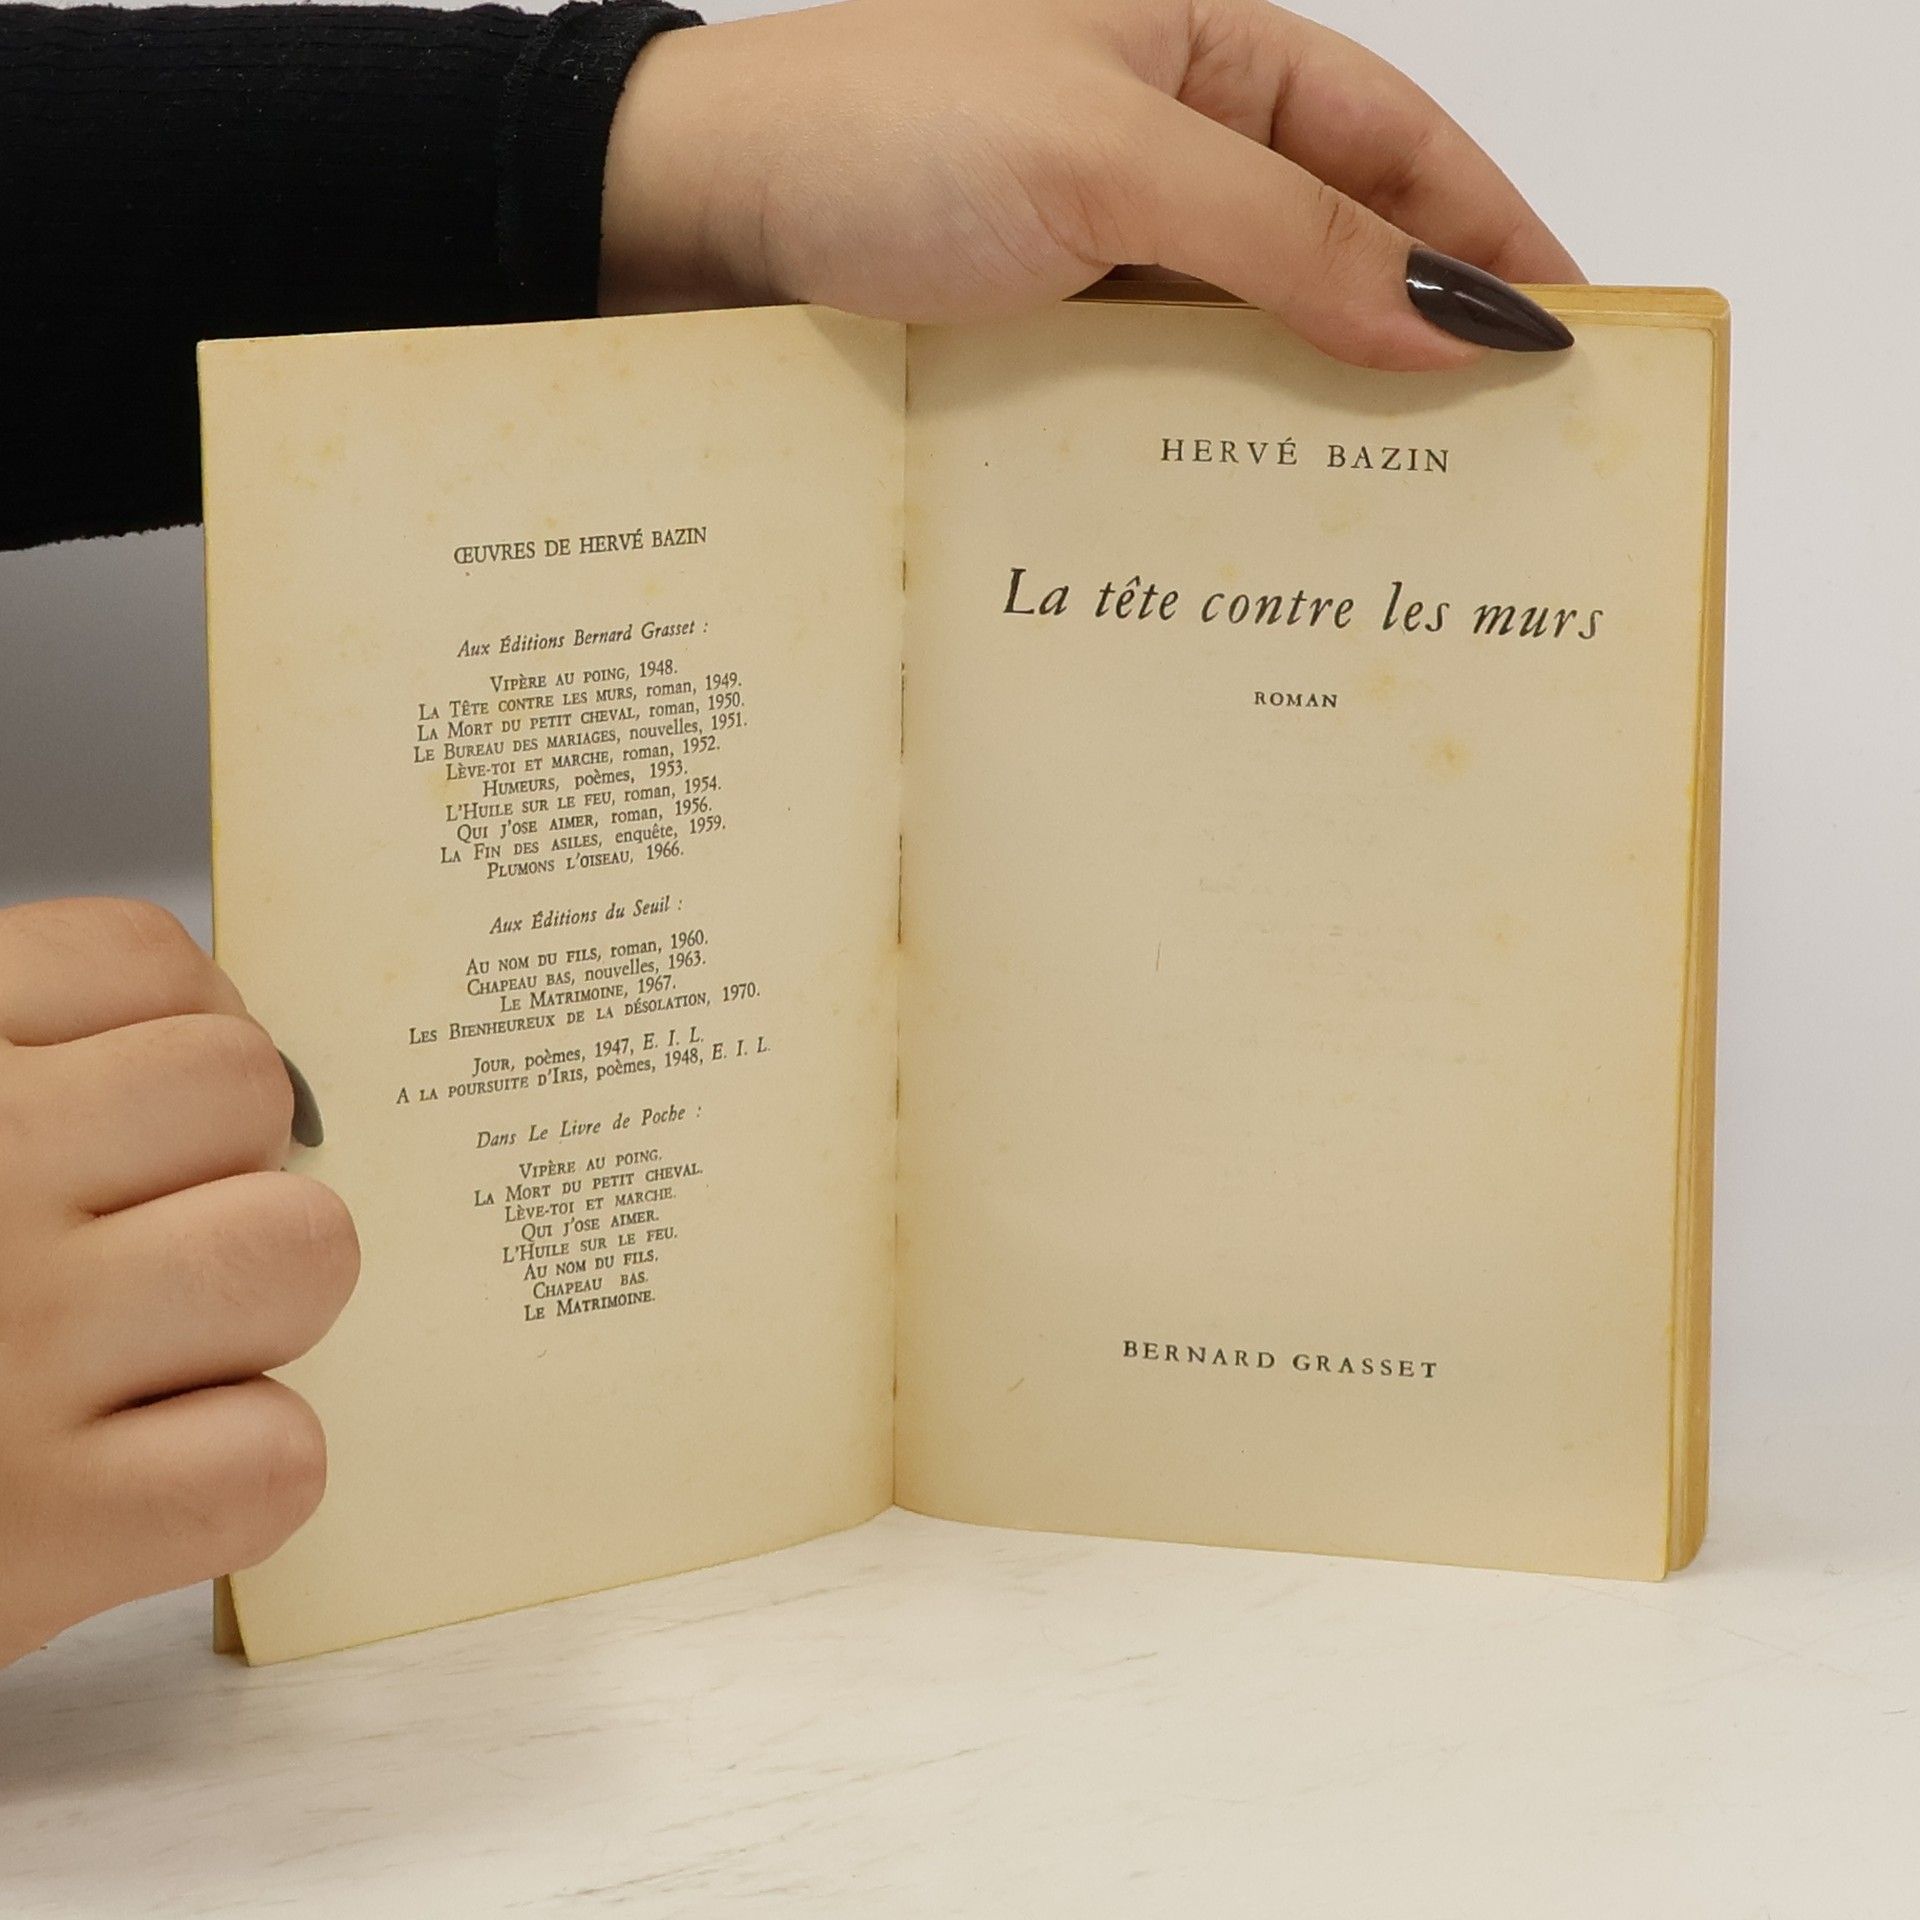 ŒUVRES DE HERVÉ BAZIN
Aux Éditions Bernard Grasset :
VIPÈRE AU POING, 1948.
LA TÊTE CONTRE LES MURS, roman, 1949.
LA MORT DU PETIT CHEVAL, roman, 1950.
LE BUREAU DES MARIAGES, nouvelles, 1951.
LÈVE-TOI ET MARCHE, roman, 1952.
HUMEURS, poèmes, 1953.
L'HUILE SUR LE FEU, roman, 1954.
QUI J'OSE AIMER, roman, 1956.
LA FIN DES ASILES, enquête, 1959.
PLUMONS L'OISEAU, 1966.
Aux Éditions du Seuil :
AU NOM DU FILS, roman, 1960.
CHAPEAU BAS, nouvelles, 1963.
LE MATRIMOINE, 1967.
LES BIENHEUREUX DE LA DÉSOLATION, 1970.
JOUR, poèmes, 1947, E. I. L.
A LA POURSUITE D'IRIS, poèmes, 1948, E. I. L.
Dans Le Livre de Poche :
VIPÈRE AU POING.
LA MORT DU PETIT CHEVAL.
LÈVE-TOI ET MARCHE.
QUI J'OSE AIMER.
L'HUILE SUR LE FEU.
AU NOM DU FILS.
CHAPEAU BAS.
LE MATRIMOINE.
HERVÉ BAZIN
La tête contre les murs
ROMAN
BERNARD GRASSET